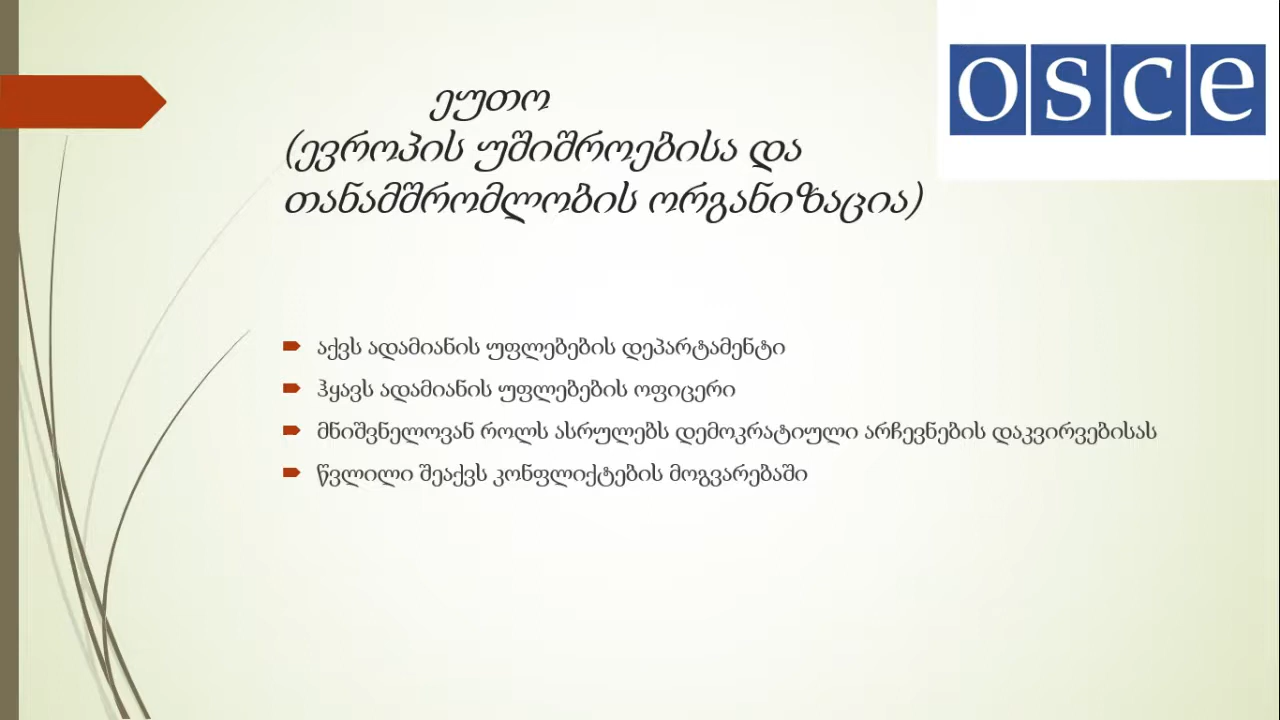 osce
ეუთო
(ევროპის უშიშროებისა და
თანამშრომლობის ორგანიზაცია)
აქვს ადამიანის უფლებების დეპარტამენტი
ჰყავს ადამიანის უფლებების ოფიცერი
მნიშვნელოვან როლს ასრულებს დემოკრატიული არჩევნების დაკვირვებისას
წვლილი შეაქვს კონფლიქტების მოგვარებაში